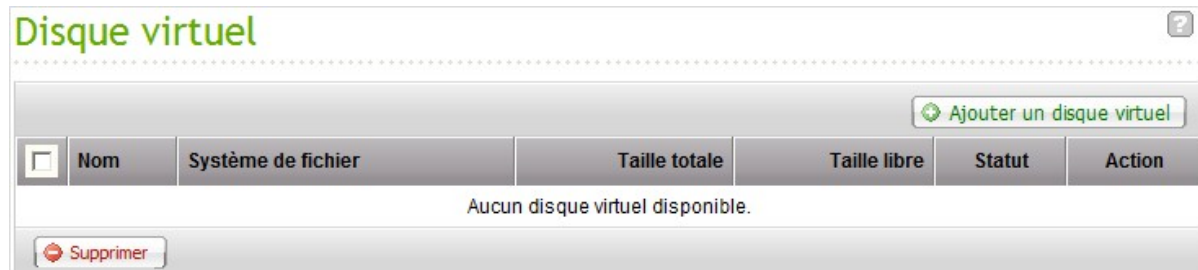 Disque virtuel
?
Ajouter un disque virtuel
Nom Système de fichier Taille totale Taille libre Statut Action
Aucun disque virtuel disponible.
Supprimer